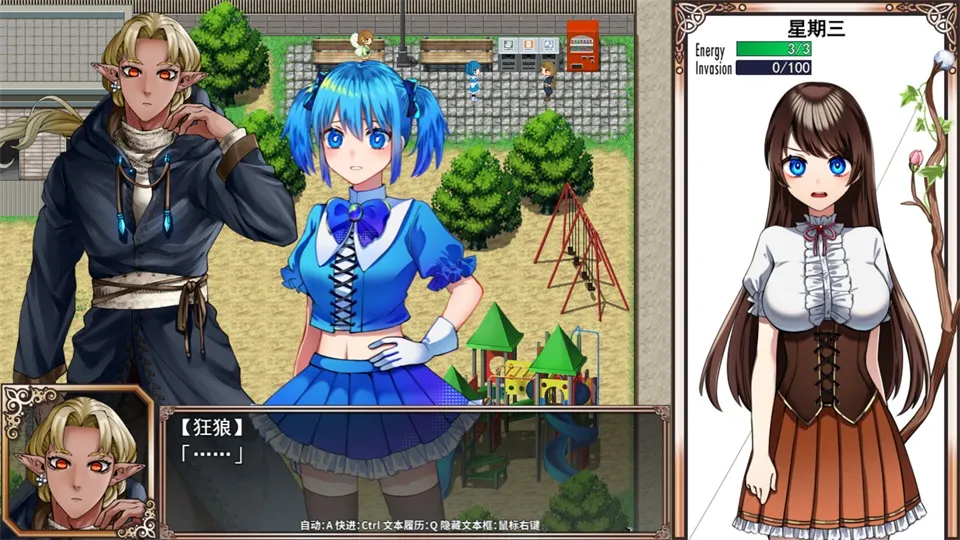 星期三
Energy 3/3
Invasion 0/100
【狂狼】
「……」
自动:A 快进:Ctrl 文本履历:Q 隐藏文本框:鼠标右键